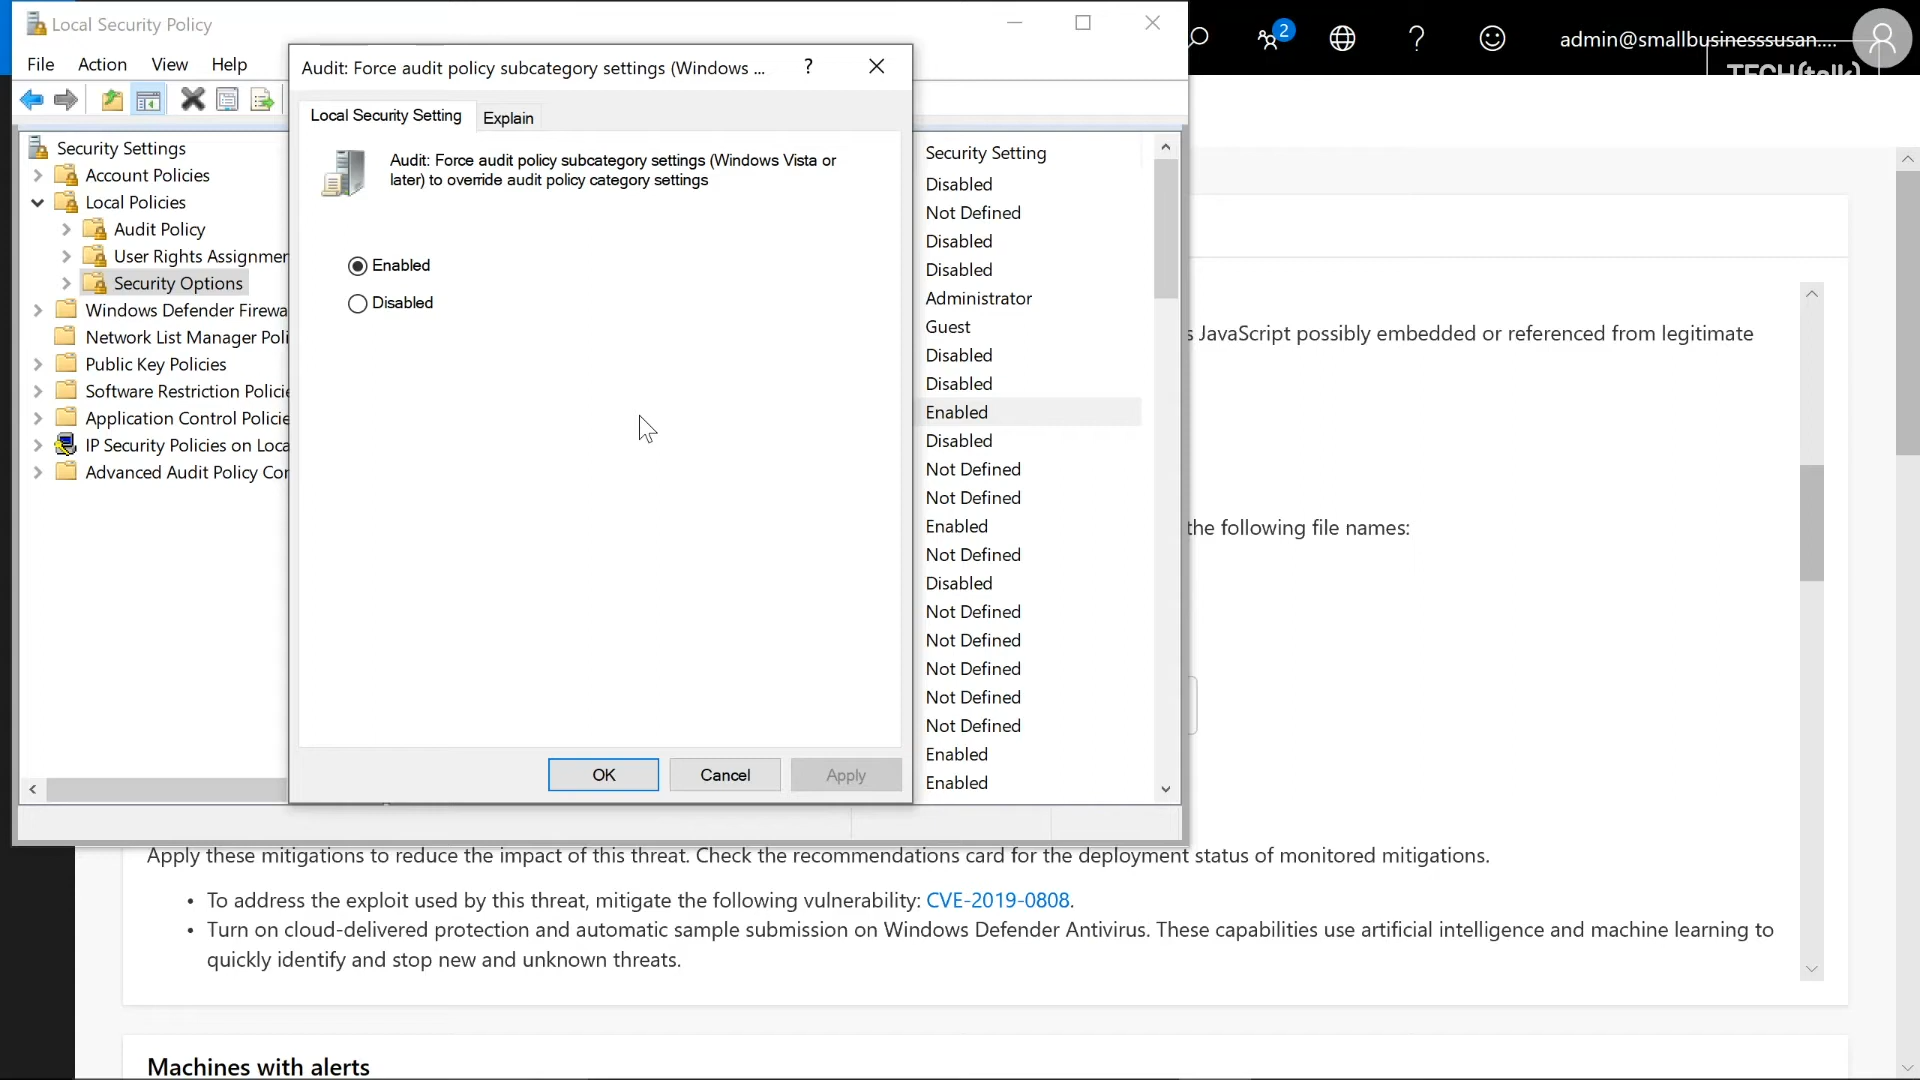 Local Security Policy
2
admin@smallbusinesssusan....
TECH(talk)
File Action View Help
Audit: Force audit policy subcategory settings (Windows ...
?
Local Security Setting
Explain
Audit: Force audit policy subcategory settings (Windows Vista or
later) to override audit policy category settings
Enabled
Disabled
OK
Cancel
Apply
Security Settings
Account Policies
Local Policies
Audit Policy
User Rights Assignmen
Security Options
Windows Defender Firewa
Network List Manager Poli
Public Key Policies
Software Restriction Policie
Application Control Policie
IP Security Policies on Loca
Advanced Audit Policy Cor
Security Setting
Disabled
Not Defined
Disabled
Disabled
Administrator
Guest
Disabled
Disabled
Enabled
Disabled
Not Defined
Not Defined
Enabled
Not Defined
Disabled
Not Defined
Not Defined
Not Defined
Not Defined
Not Defined
Enabled
Enabled
s JavaScript possibly embedded or referenced from legitimate
the following file names:
Apply these mitigations to reduce the impact of this threat. Check the recommendations card for the deployment status of monitored mitigations.
• To address the exploit used by this threat, mitigate the following vulnerability: CVE-2019-0808.
• Turn on cloud-delivered protection and automatic sample submission on Windows Defender Antivirus. These capabilities use artificial intelligence and machine learning to
quickly identify and stop new and unknown threats.
Machines with alerts